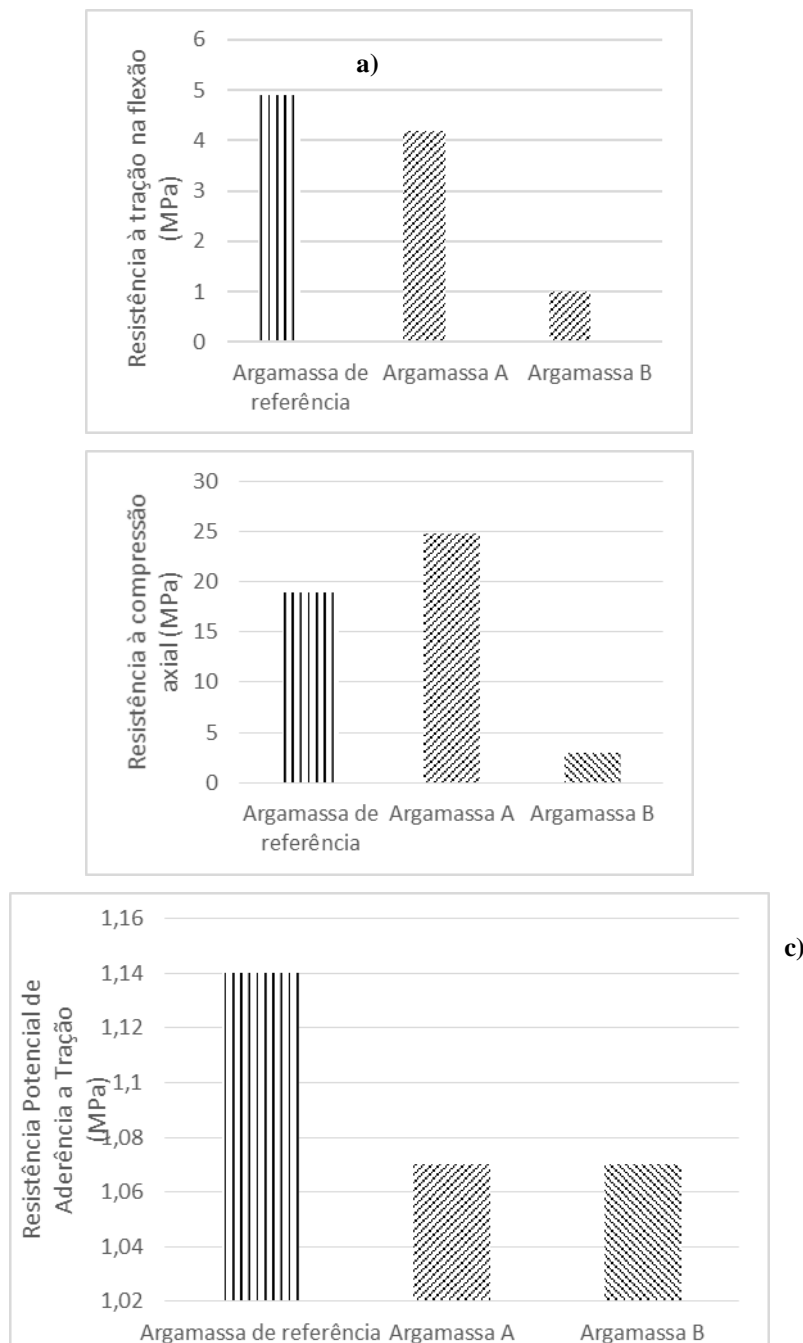 a)
Resistência à tração na flexão
(MPa)
6
5
4
3
2
1
0
Argamassa de
referência
Argamassa A
Argamassa B
Resistência à compressão
axial (MPa)
30
25
20
15
10
5
0
Argamassa de
referência
Argamassa A
Argamassa B
c)
Resistência Potencial de
Aderência a Tração
(MPa)
1,16
1,14
1,12
1,1
1,08
1,06
1,04
1,02
Argamassa de referência
Argamassa A
Argamassa B